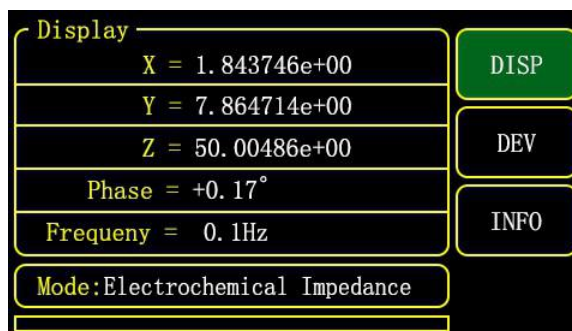 Display
X = 1.843746e+00
Y = 7.864714e+00
Z = 50.00486e+00
Phase = +0.17°
Frequeny = 0.1Hz
Mode:Electrochemical Impedance
DISP
DEV
INFO